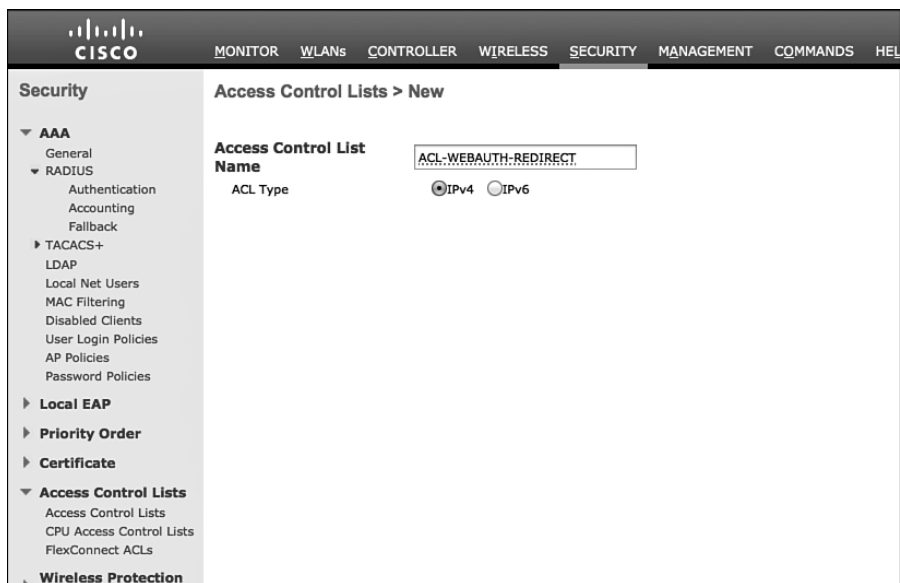 CISCO
MONITOR WLANs CONTROLLER WIRELESS SECURITY MANAGEMENT COMMANDS HEL
Security
AAA
General
RADIUS
Authentication
Accounting
Fallback
TACACS+
LDAP
Local Net Users
MAC Filtering
Disabled Clients
User Login Policies
AP Policies
Password Policies
Local EAP
Priority Order
Certificate
Access Control Lists
Access Control Lists
CPU Access Control Lists
FlexConnect ACLs
Wireless Protection
Access Control Lists > New
Access Control List
Name
ACL-WEBAUTH-REDIRECT
ACL Type IPv4 IPv6